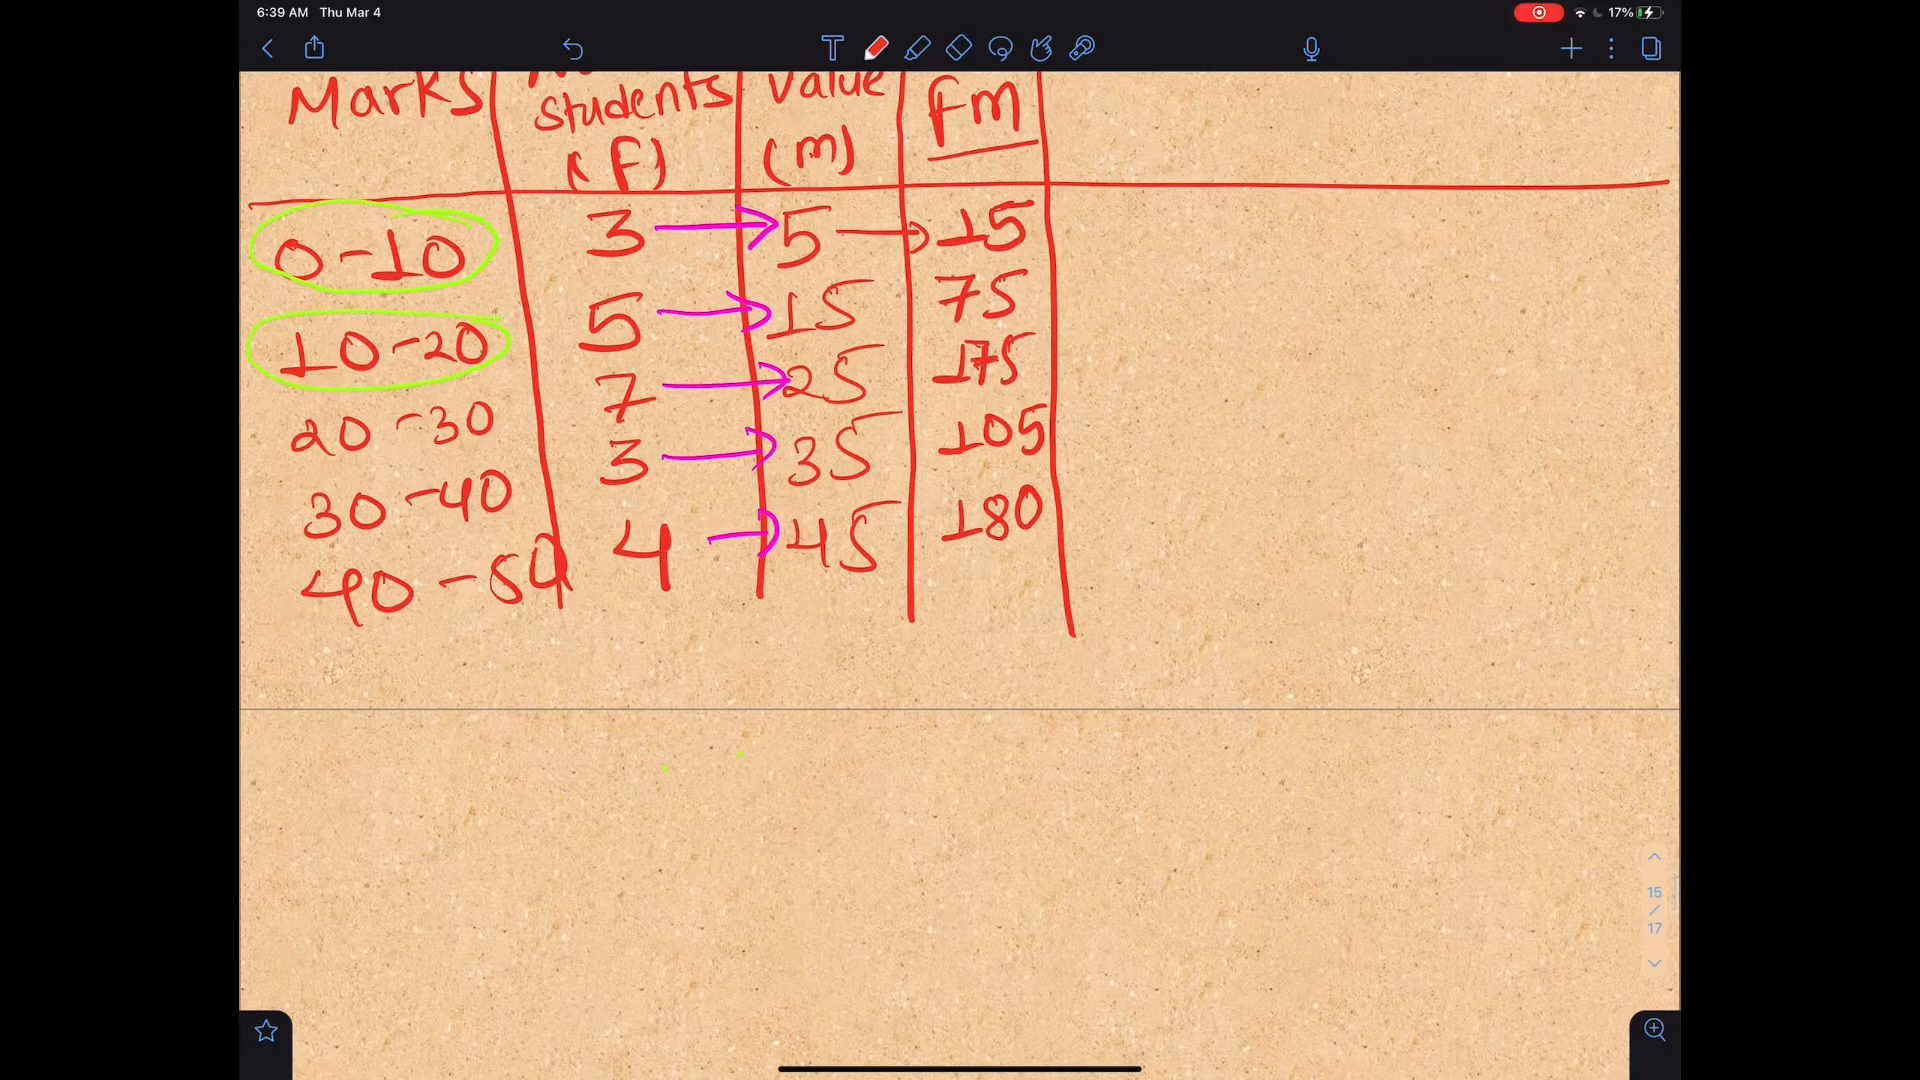 6:39 AM Thu Mar 4
17%
Marks students value fm
(F) (m)
0-10 3 5 15
10-20 5 15 75
20-30 7 25 175
30-40 3 35 105
40-50 4 45 180
15
/
17